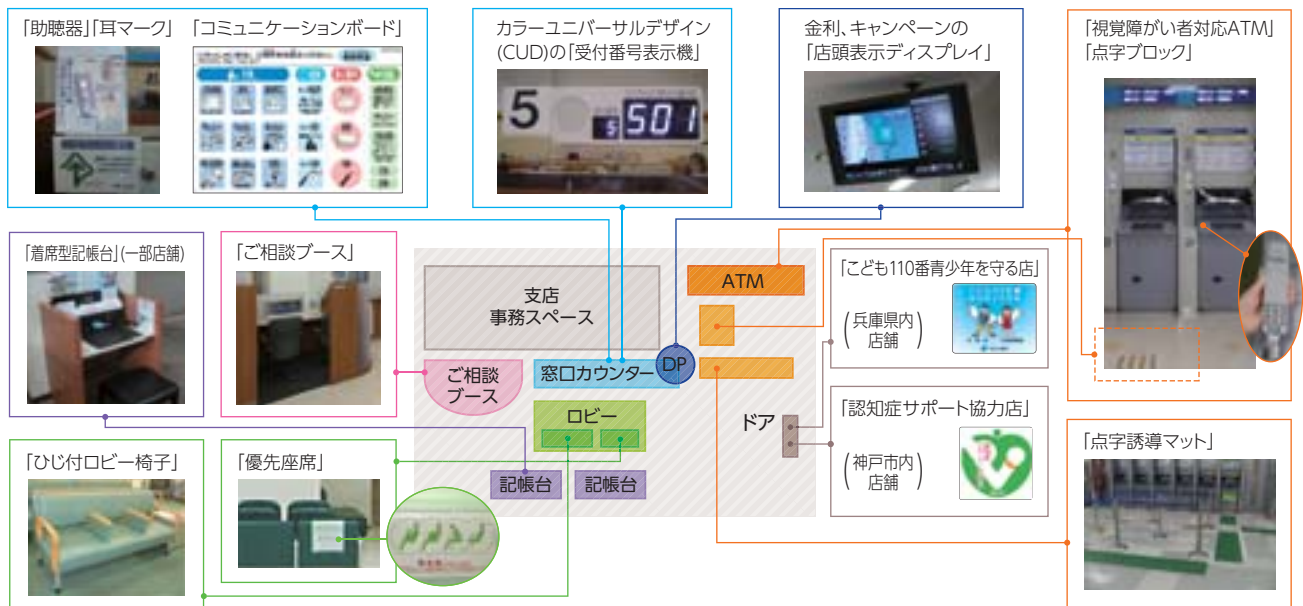 「助聴器」「耳マーク」
「コミュニケーションボード」
カラーユニバーサルデザイン
(CUD)の「受付番号表示機」
5
5
501
金利、キャンペーンの
「店頭表示ディスプレイ」
「視覚障がい者対応ATM」
「点字ブロック」
「着席型記帳台」(一部店舗)
「ご相談ブース」
支店
事務スペース
ATM
「こども110番青少年を守る店」
(兵庫県内
店舗)
ご相談
ブース
窓口カウンター
DP
ロビー
ドア
「認知症サポート協力店」
(神戸市内
店舗)
記帳台
記帳台
「ひじ付ロビー椅子」
「優先座席」
「点字誘導マット」